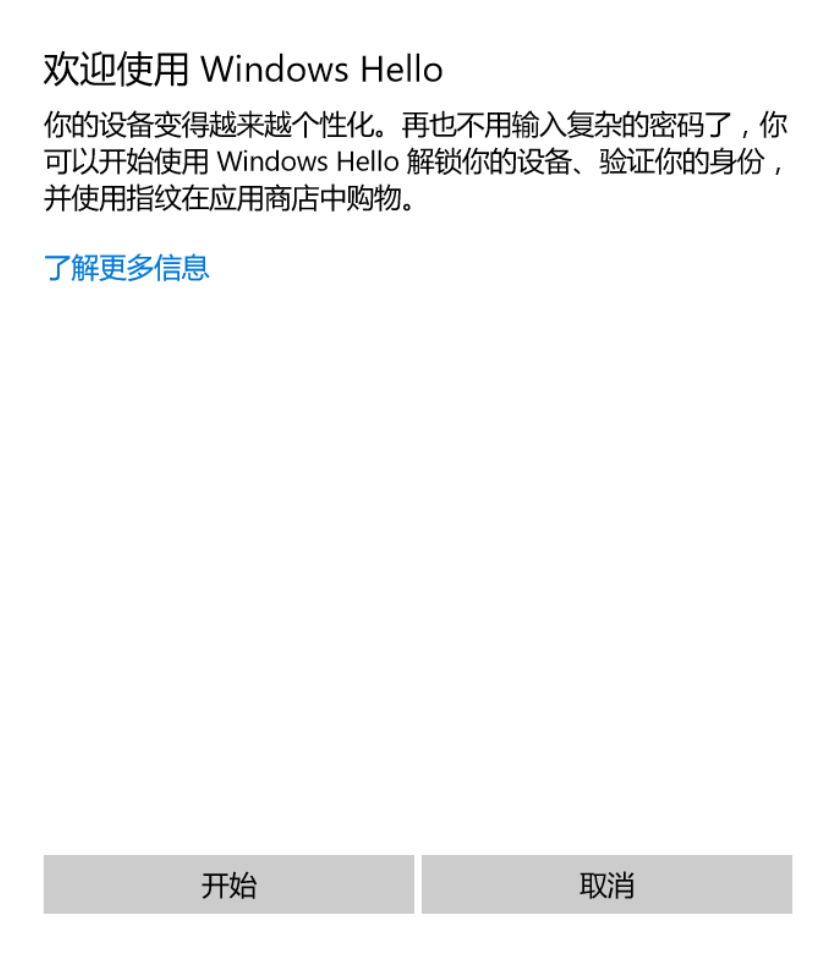 欢迎使用 Windows Hello
你的设备变得越来越个性化。再也不用输入复杂的密码了，你
可以开始使用 Windows Hello 解锁你的设备、验证你的身份，
并使用指纹在应用商店中购物。
了解更多信息
开始
取消